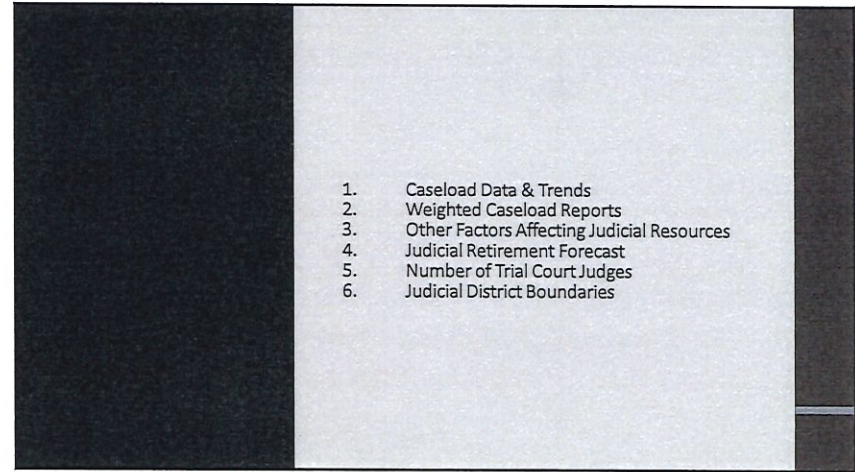 1. Caseload Data & Trends
2. Weighted Caseload Reports
3. Other Factors Affecting Judicial Resources
4. Judicial Retirement Forecast
5. Number of Trial Court Judges
6. Judicial District Boundaries